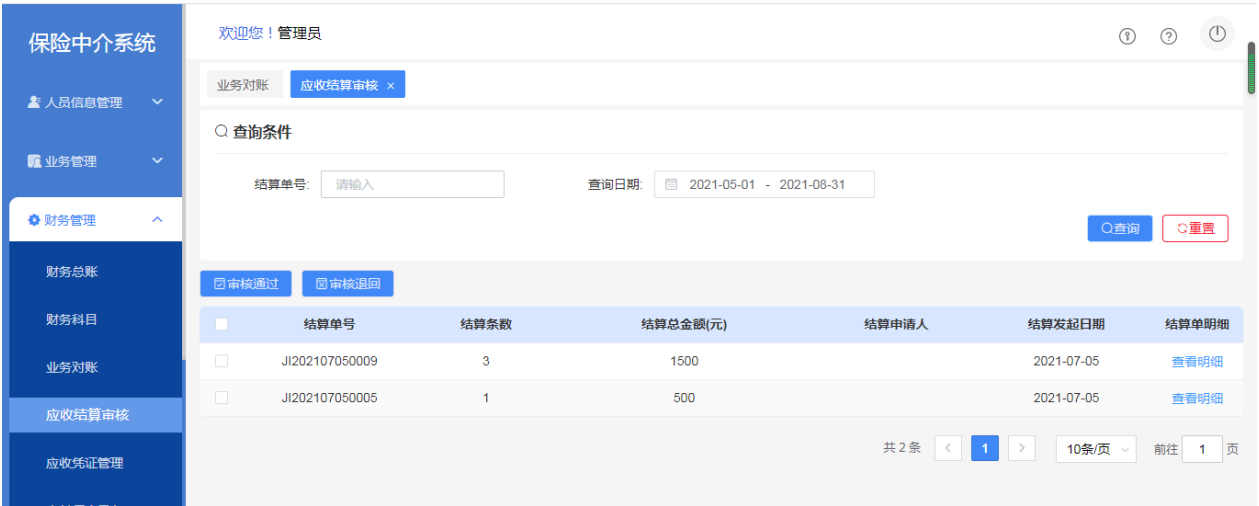 保险中介系统
欢迎您！管理员
人员信息管理
业务管理
财务管理
财务总账
财务科目
业务对账
应收结算审核
应收凭证管理
业务对账 应收结算审核 ×
查询条件
结算单号: 请输入 查询日期: 2021-05-01 - 2021-08-31
查询 重置
审核通过 审核退回
结算单号 结算条数 结算总金额(元) 结算申请人 结算发起日期 结算单明细
JI202107050009 3 1500 2021-07-05 查看明细
JI202107050005 1 500 2021-07-05 查看明细
共 2 条 < 1 > 10条/页 前往 1 页